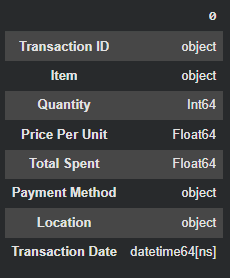 0
Transaction ID object
Item object
Quantity Int64
Price Per Unit Float64
Total Spent Float64
Payment Method object
Location object
Transaction Date datetime64[ns]